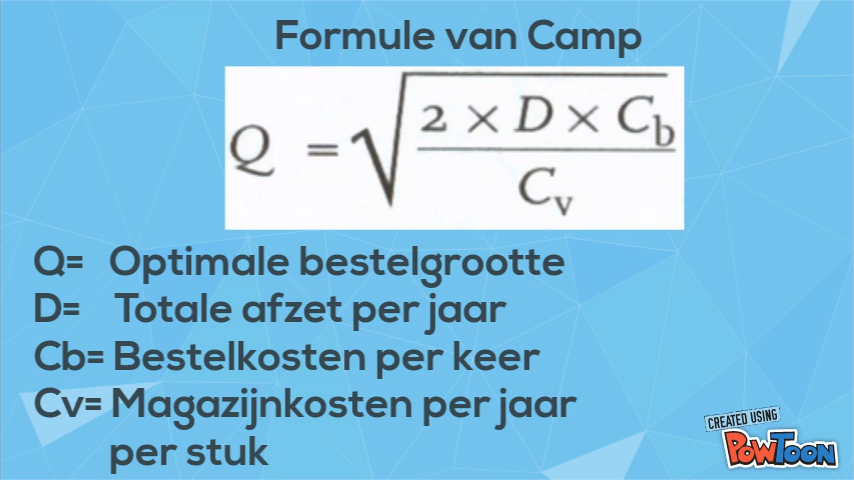 Formule van Camp
Q = √ 2 × D × Cb
Cv
Q= Optimale bestelgrootte
D= Totale afzet per jaar
Cb= Bestelkosten per keer
Cv= Magazijnkosten per jaar
per stuk
CREATED USING
POWTOON